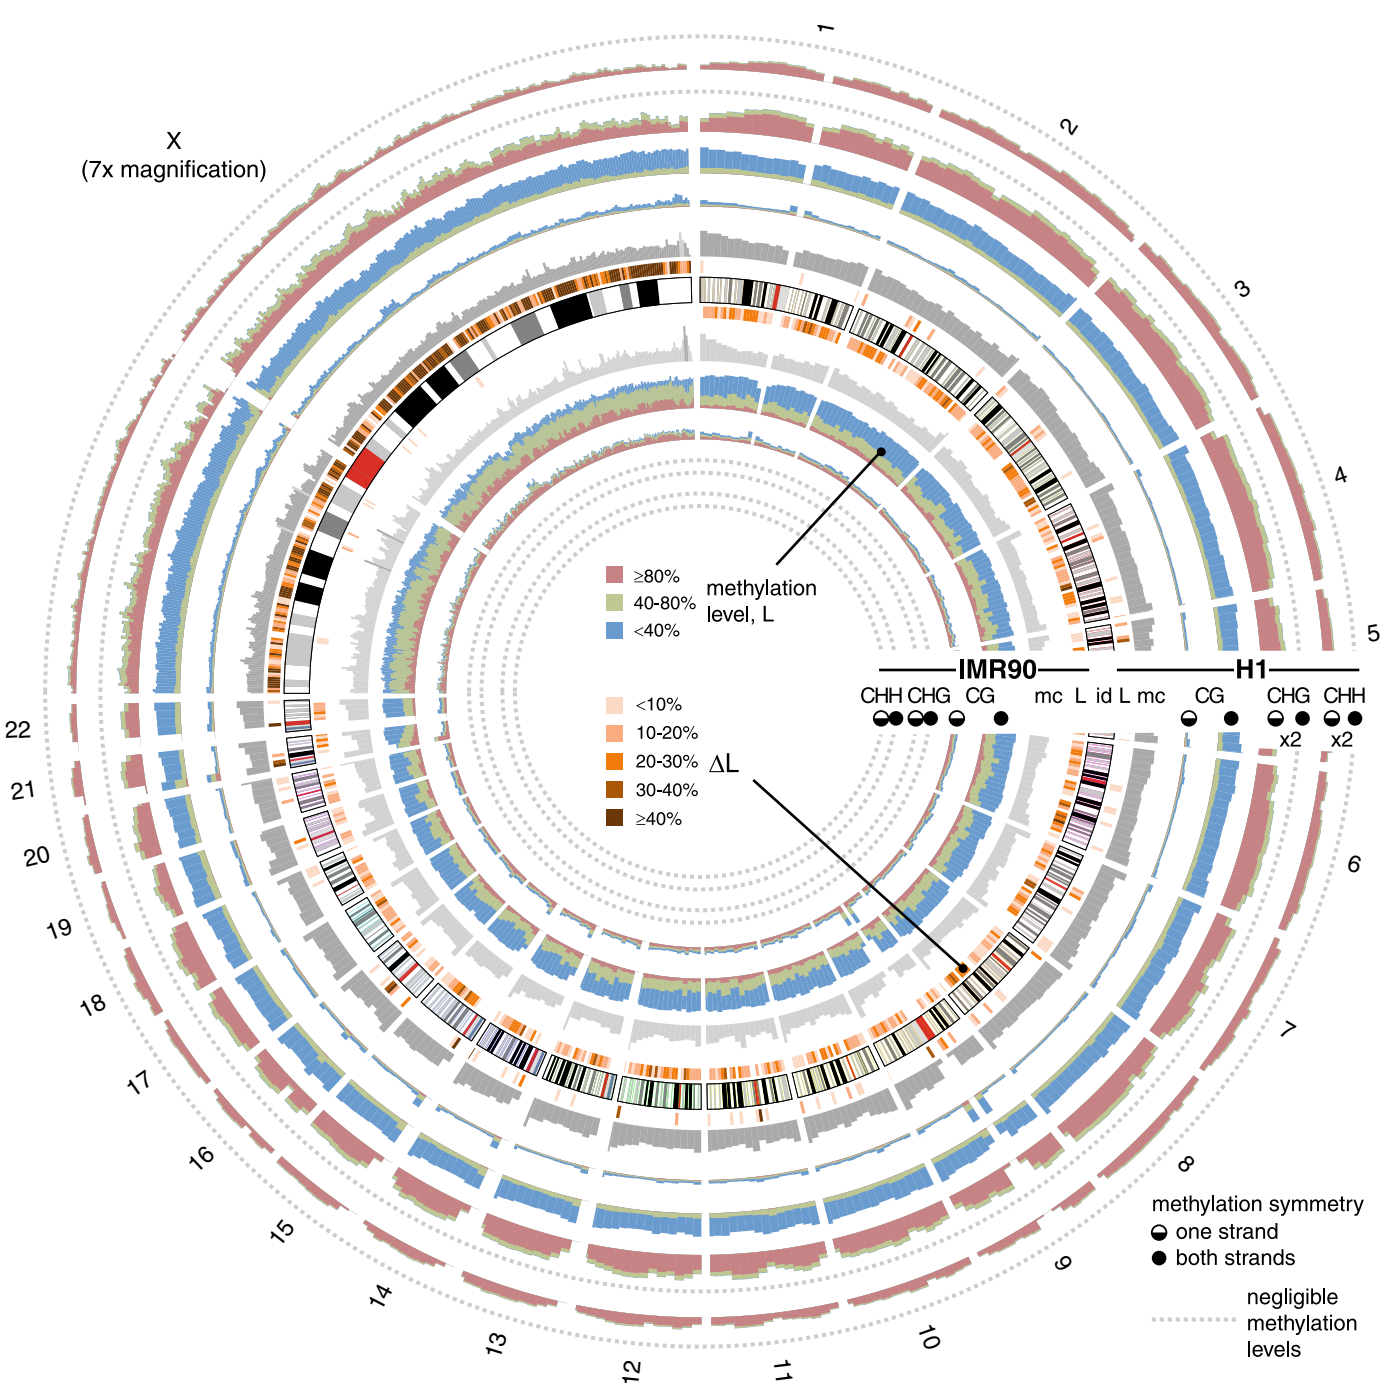 1
2
3
4
5
6
7
8
9
10
11
12
13
14
15
16
17
18
19
20
21
22
X
(7x magnification)
≥80%
40-80%
<40%
methylation
level, L
<10%
10-20%
20-30%
30-40%
≥40%
ΔL
IMR90
H1
CHH CHG CG mc L id L mc CG CHG CHH
x2 x2
methylation symmetry
one strand
both strands
negligible
methylation
levels